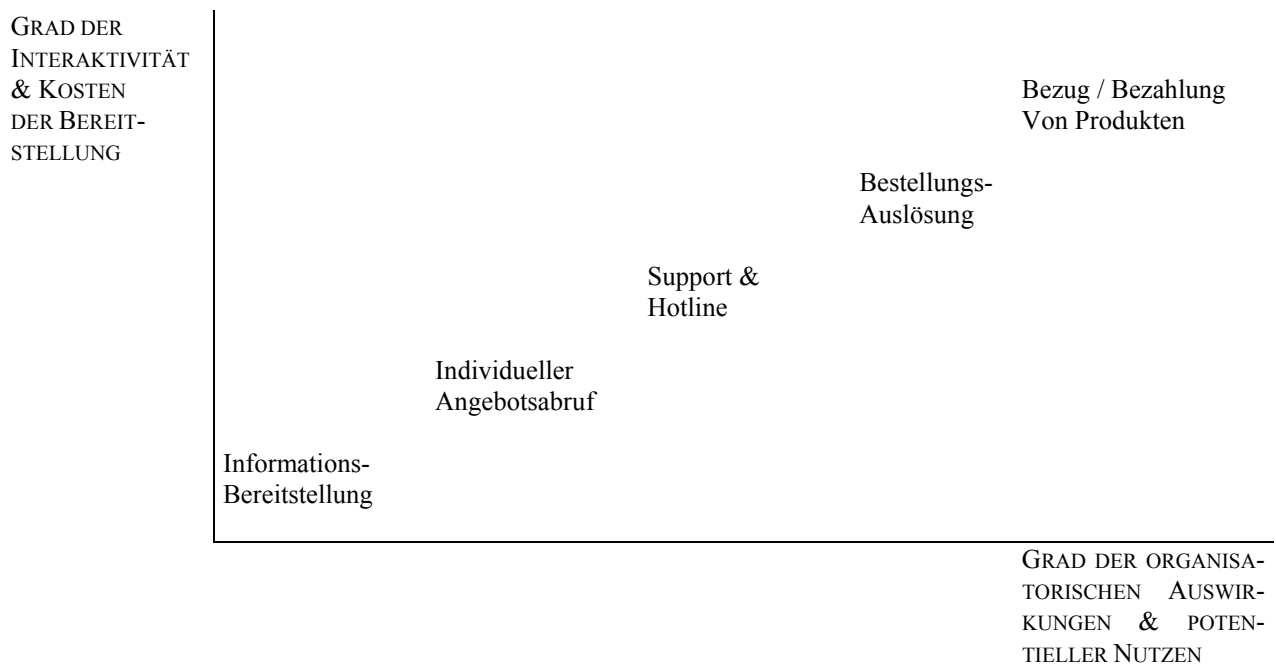 GRAD DER
INTERAKTIVITÄT
& KOSTEN
DER BEREIT-
STELLUNG
Bezug / Bezahlung
Von Produkten
Bestellungs-
Auslösung
Support &
Hotline
Individueller
Angebotsabruf
Informations-
Bereitstellung
GRAD DER ORGANISA-
TORISCHEN AUSWIR-
KUNGEN & POTEN-
TIELLER NUTZEN